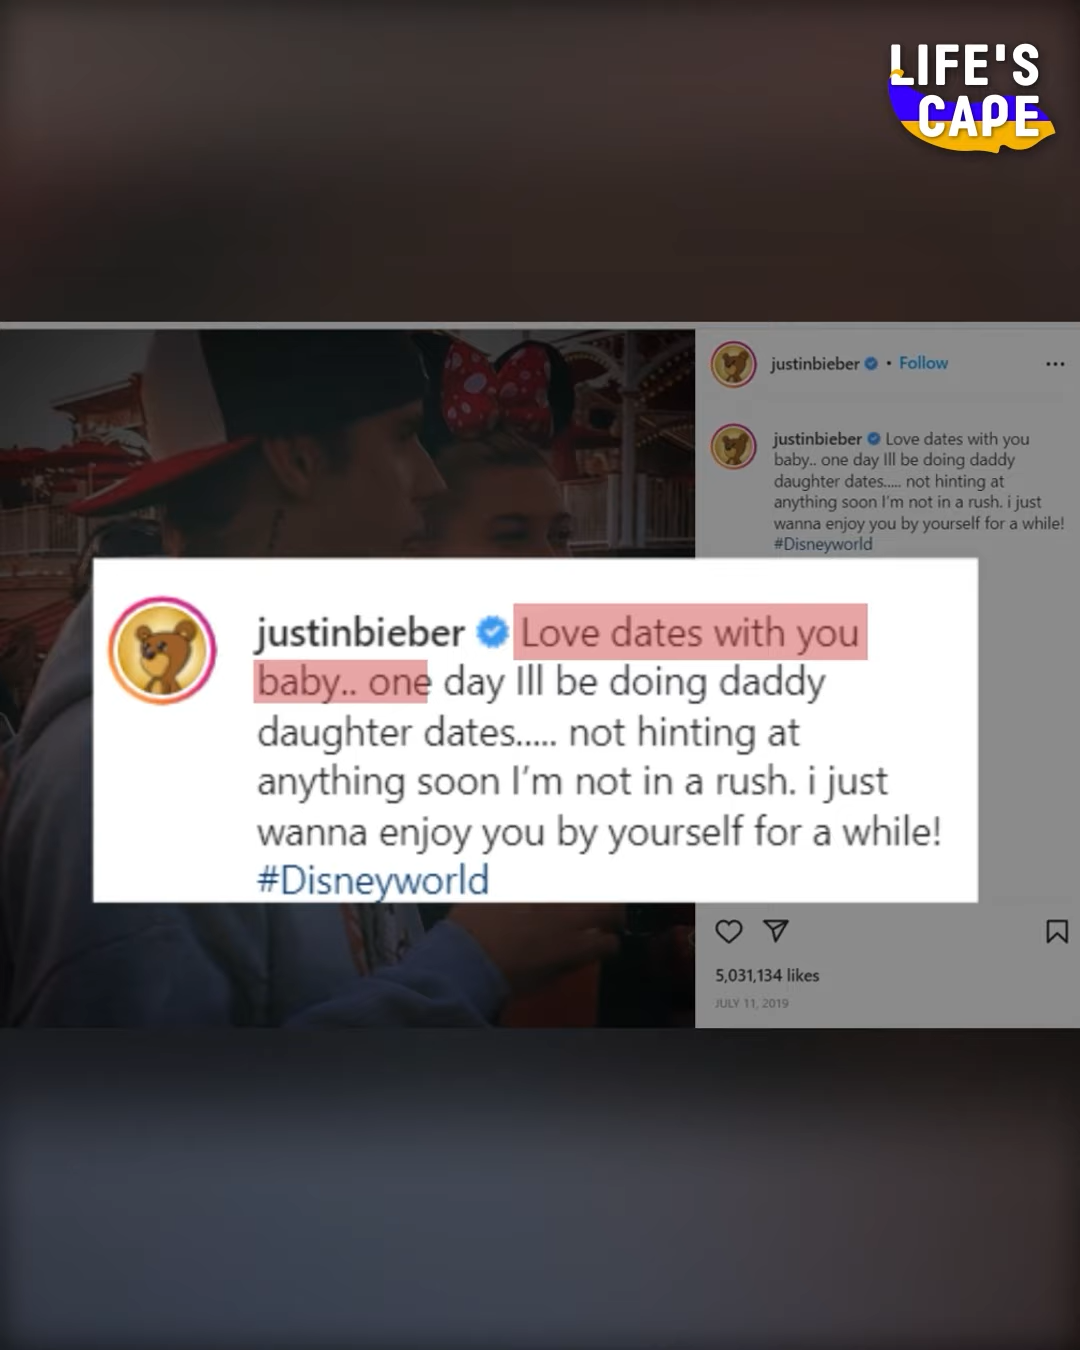 LIFE'S
CAPE
justinbieber • Follow
justinbieber Love dates with you
baby.. one day Ill be doing daddy
daughter dates..... not hinting at
anything soon I'm not in a rush. i just
wanna enjoy you by yourself for a while!
#Disneyworld
justinbieber Love dates with you
baby.. one day Ill be doing daddy
daughter dates..... not hinting at
anything soon I'm not in a rush. i just
wanna enjoy you by yourself for a while!
#Disneyworld
5,031,134 likes
JULY 11, 2019